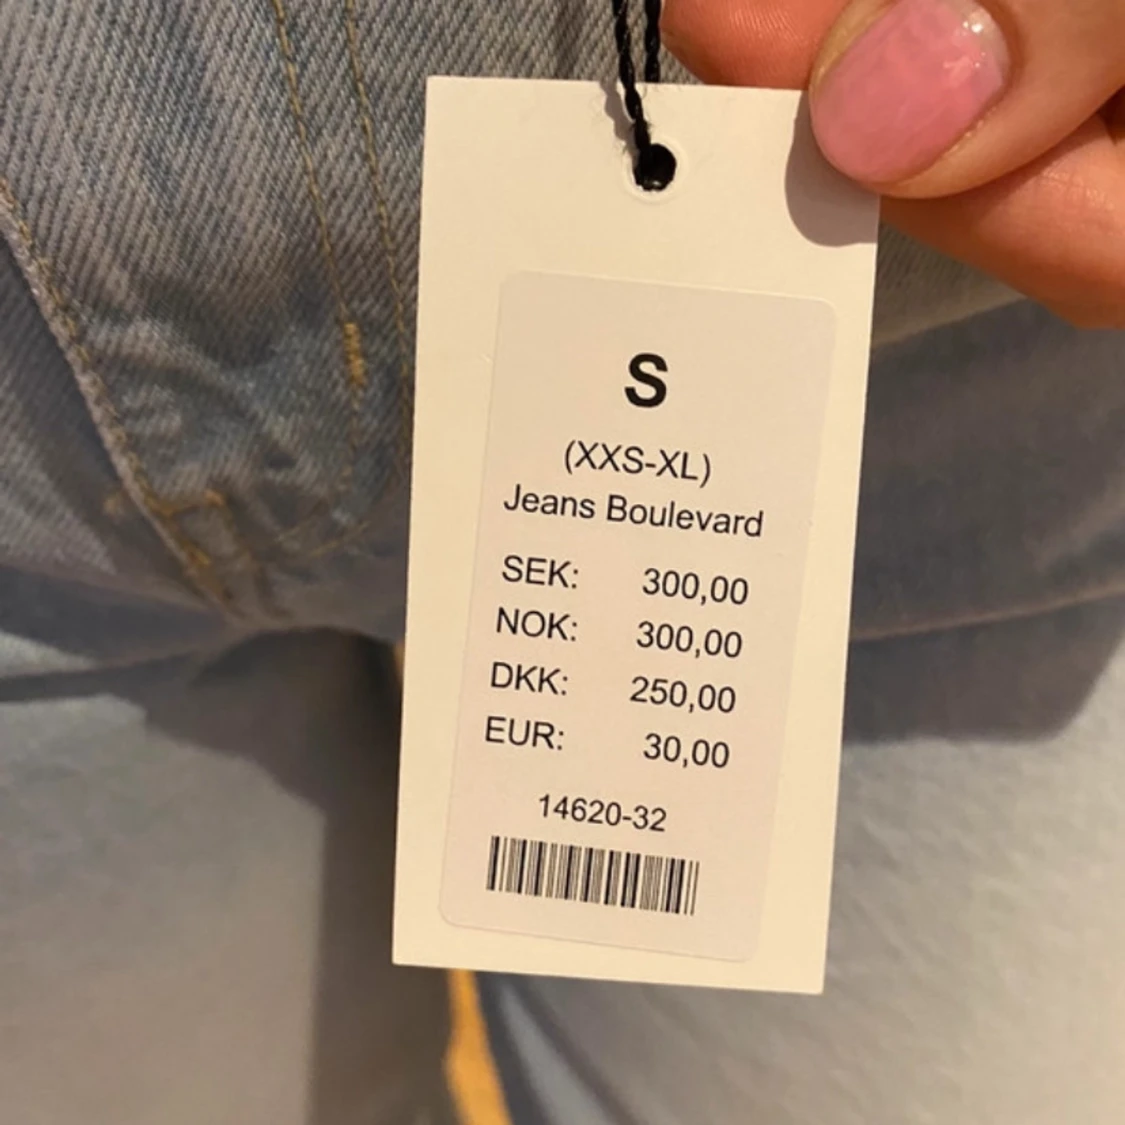 S
(XXS-XL)
Jeans Boulevard
SEK: 300,00
NOK: 300,00
DKK: 250,00
EUR: 30,00
14620-32